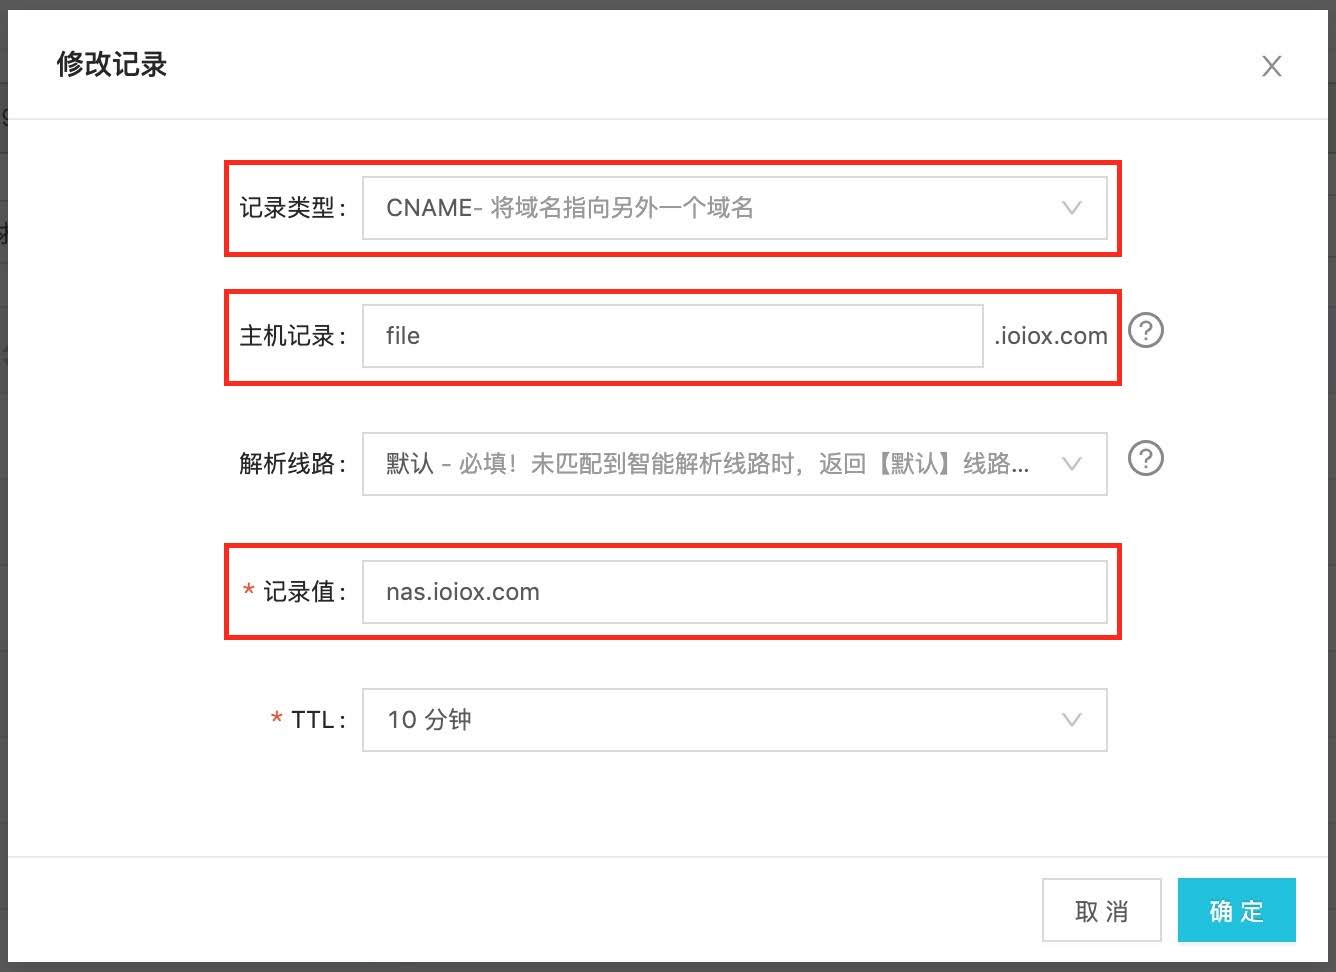 修改记录
记录类型： CNAME- 将域名指向另外一个域名
主机记录： file .ioiox.com
解析线路： 默认 - 必填！未匹配到智能解析线路时，返回【默认】线路...
* 记录值： nas.ioiox.com
* TTL： 10 分钟
取 消 确 定